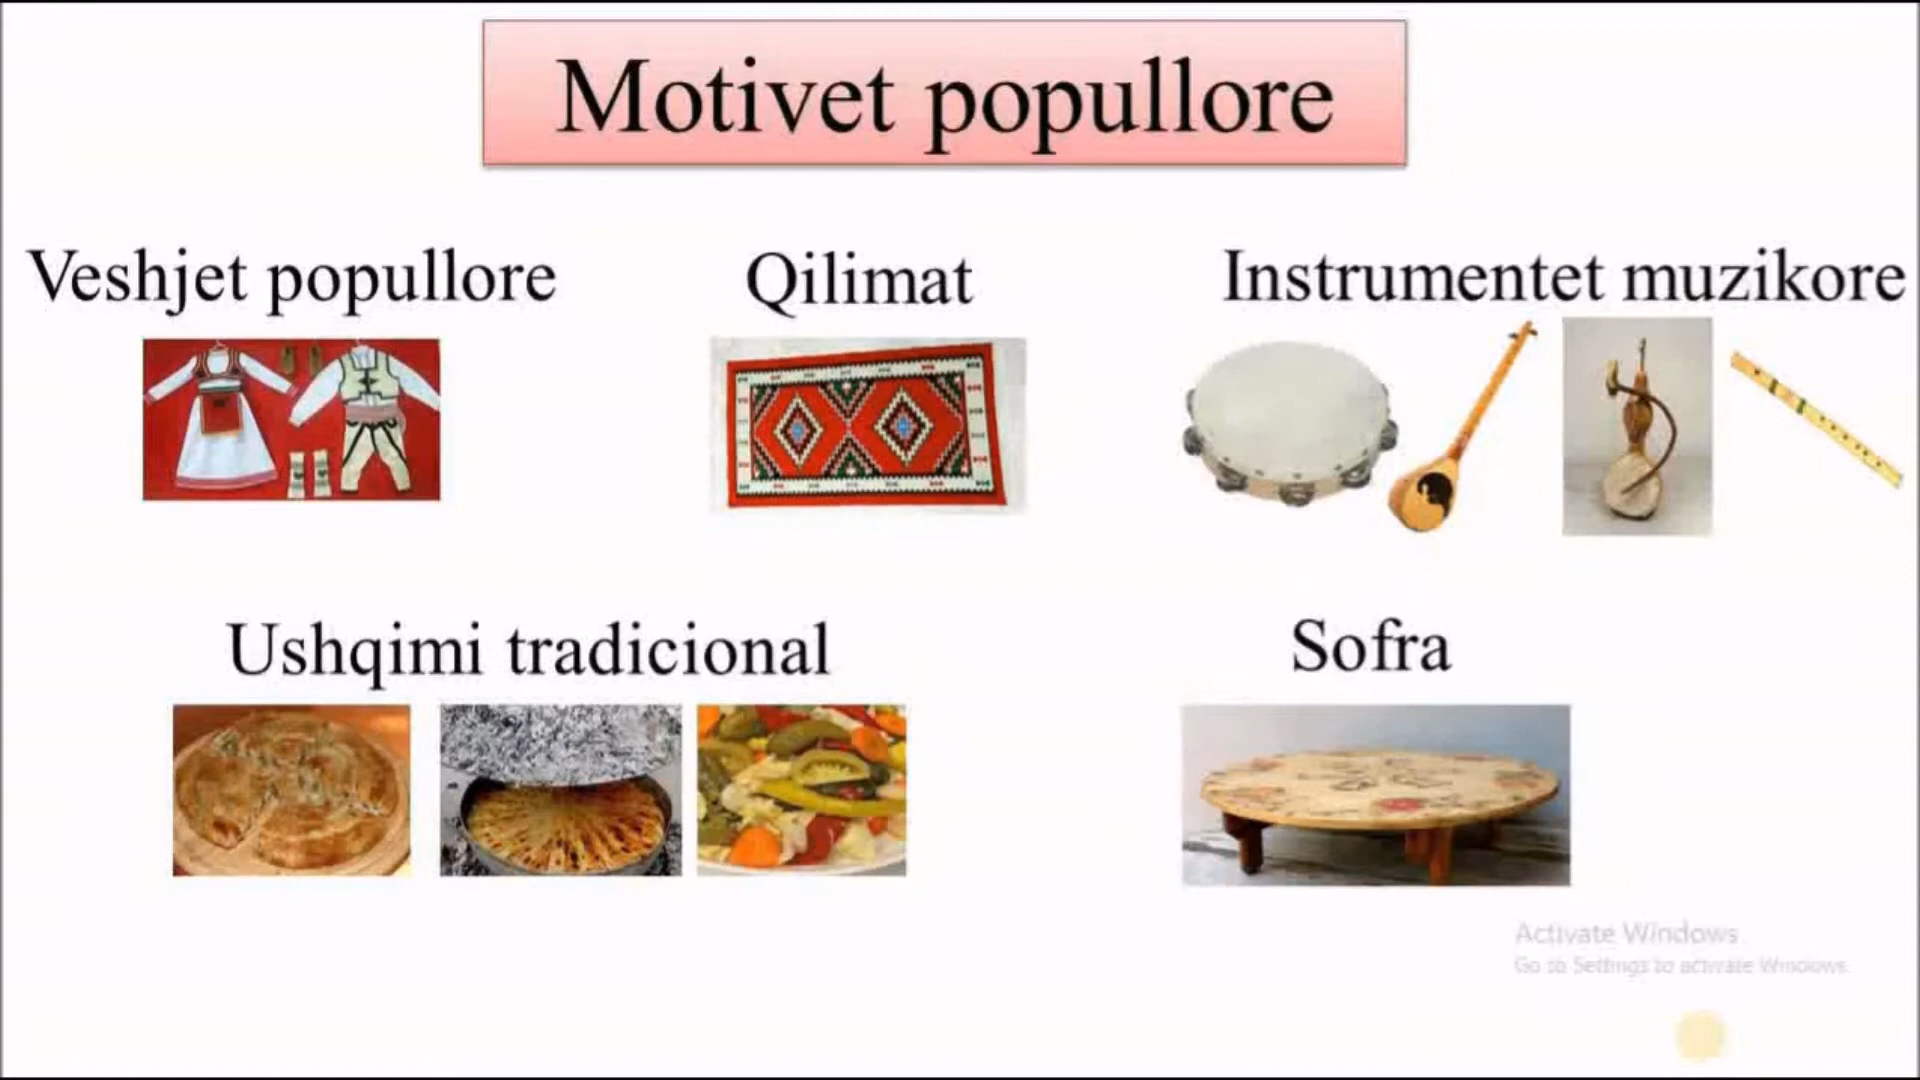 Motivet popullore
Veshjet popullore
Qilimat
Instrumentet muzikore
Ushqimi tradicional
Sofra
Activate Windows
Go to Settings to activate Windows.